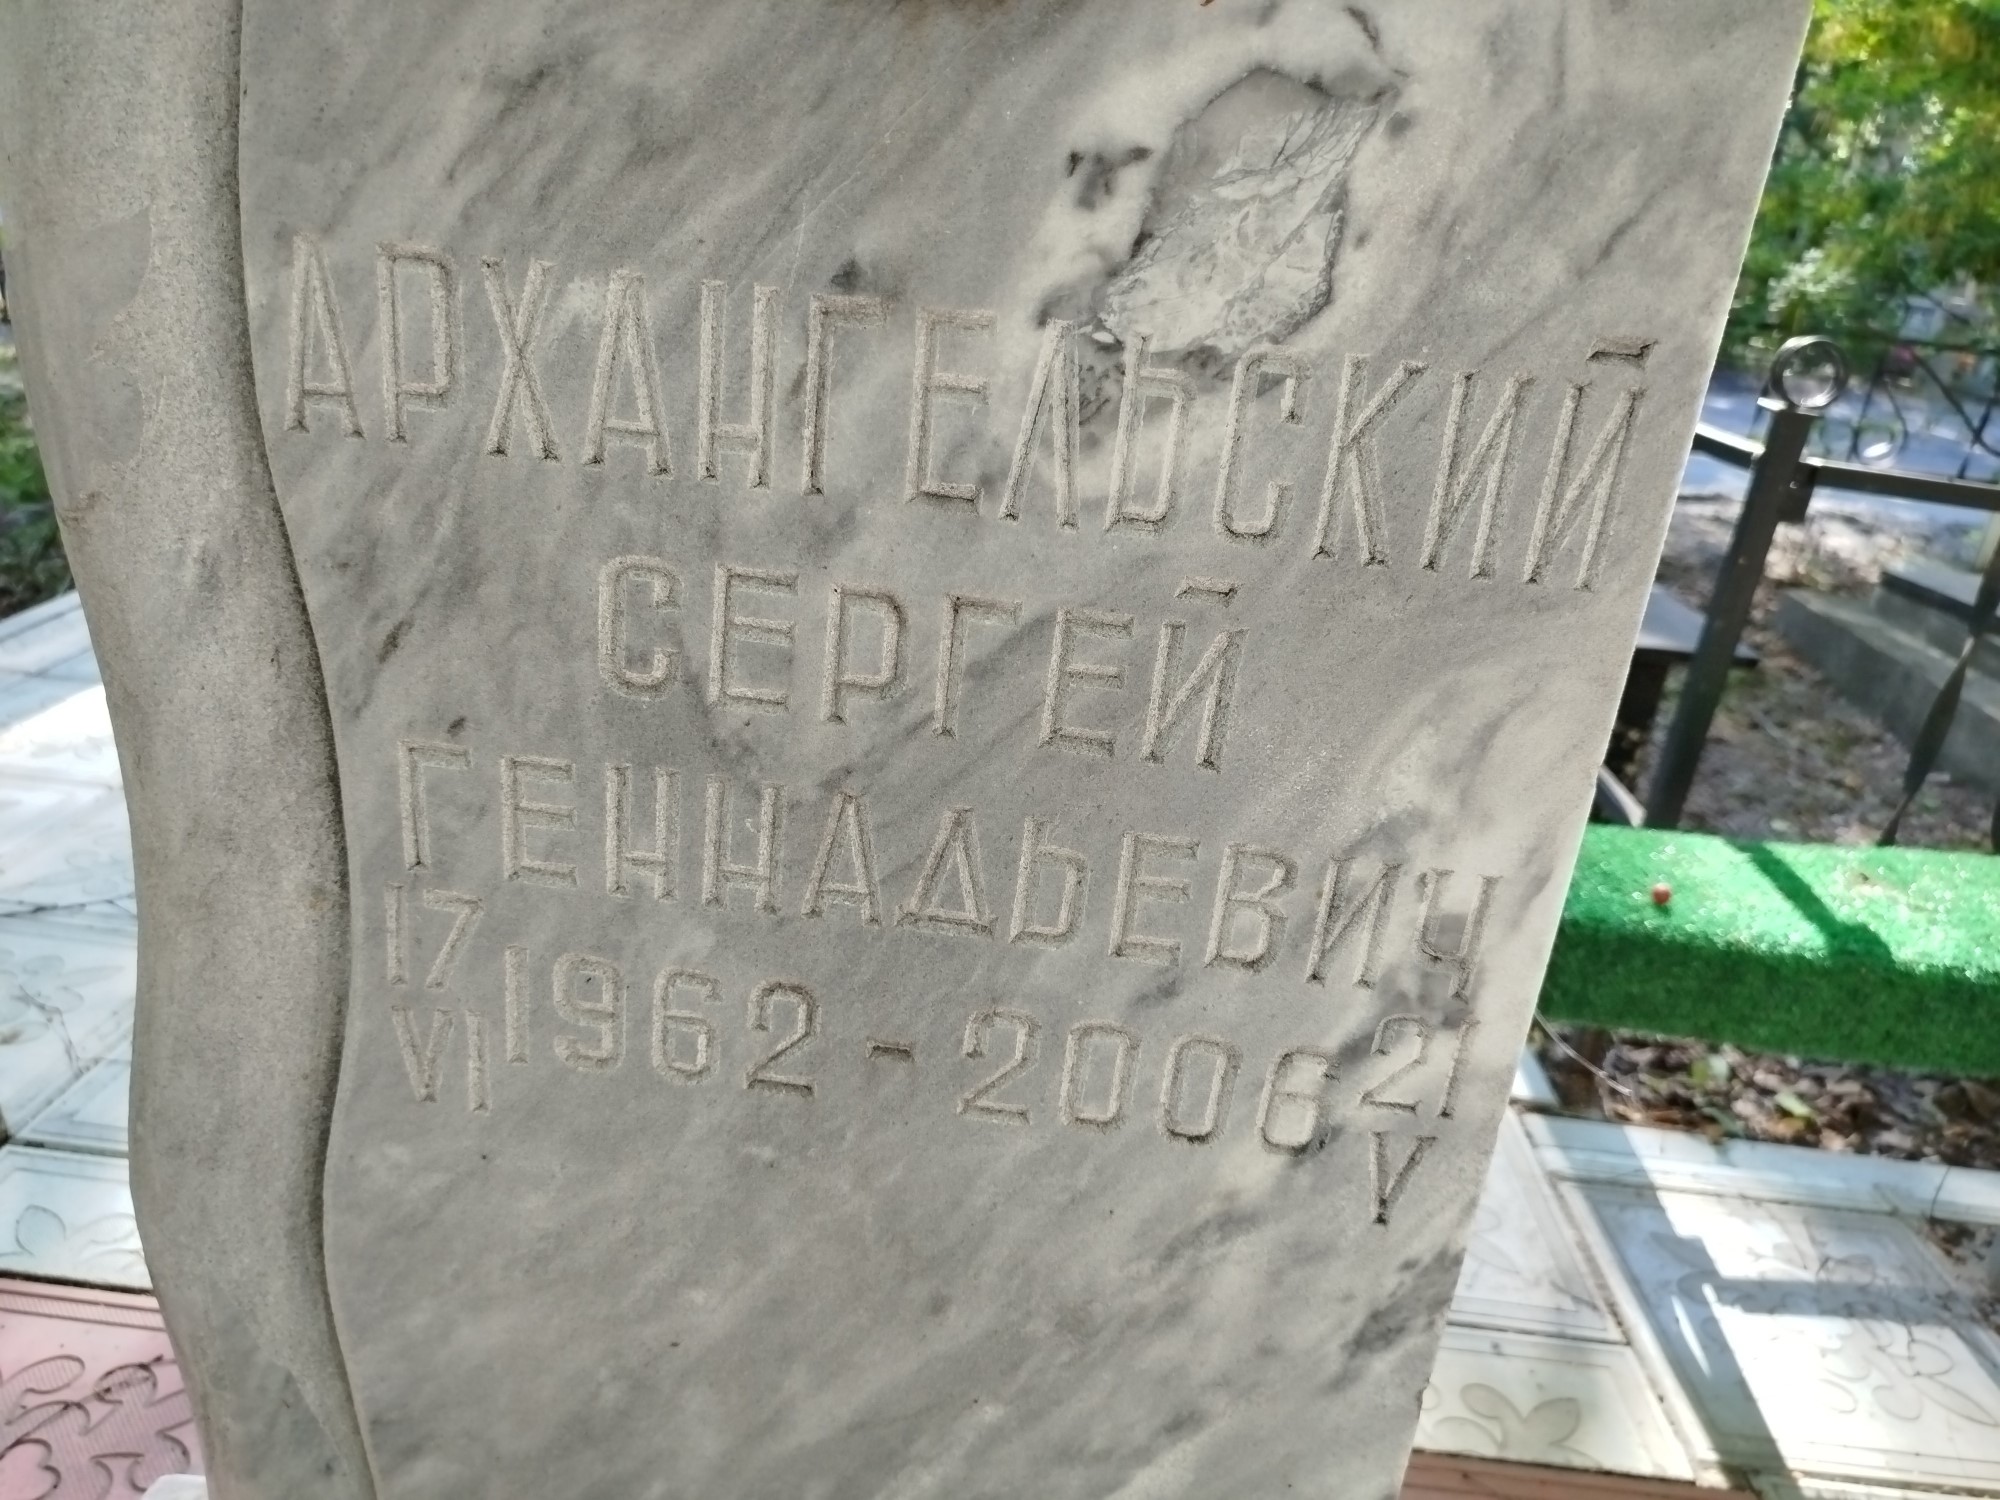 АРХАНГЕЛЬСКИЙ
СЕРГЕЙ
ГЕННАДЬЕВИЧ
17
VI
1962 - 2006
21
V